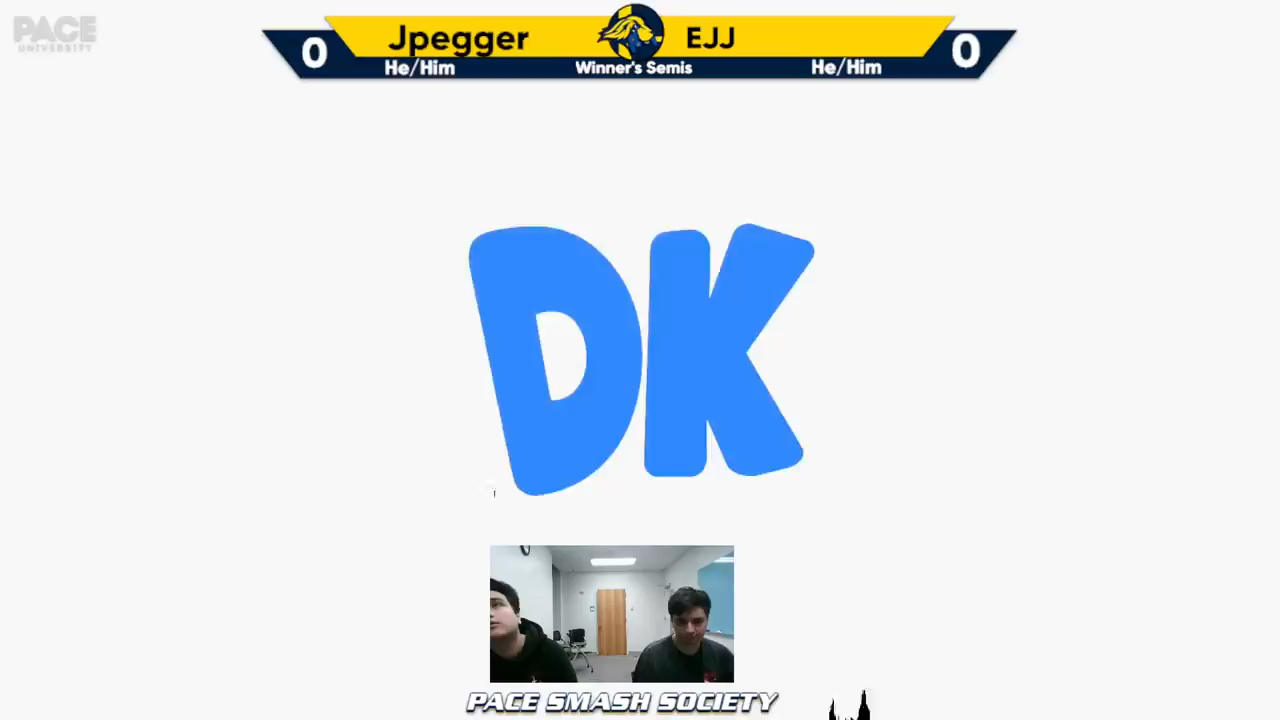 PACE
UNIVERSITY
0 Jpegger EJJ 0
He/Him Winner's Semis He/Him
DK
PACE SMASH SOCIETY